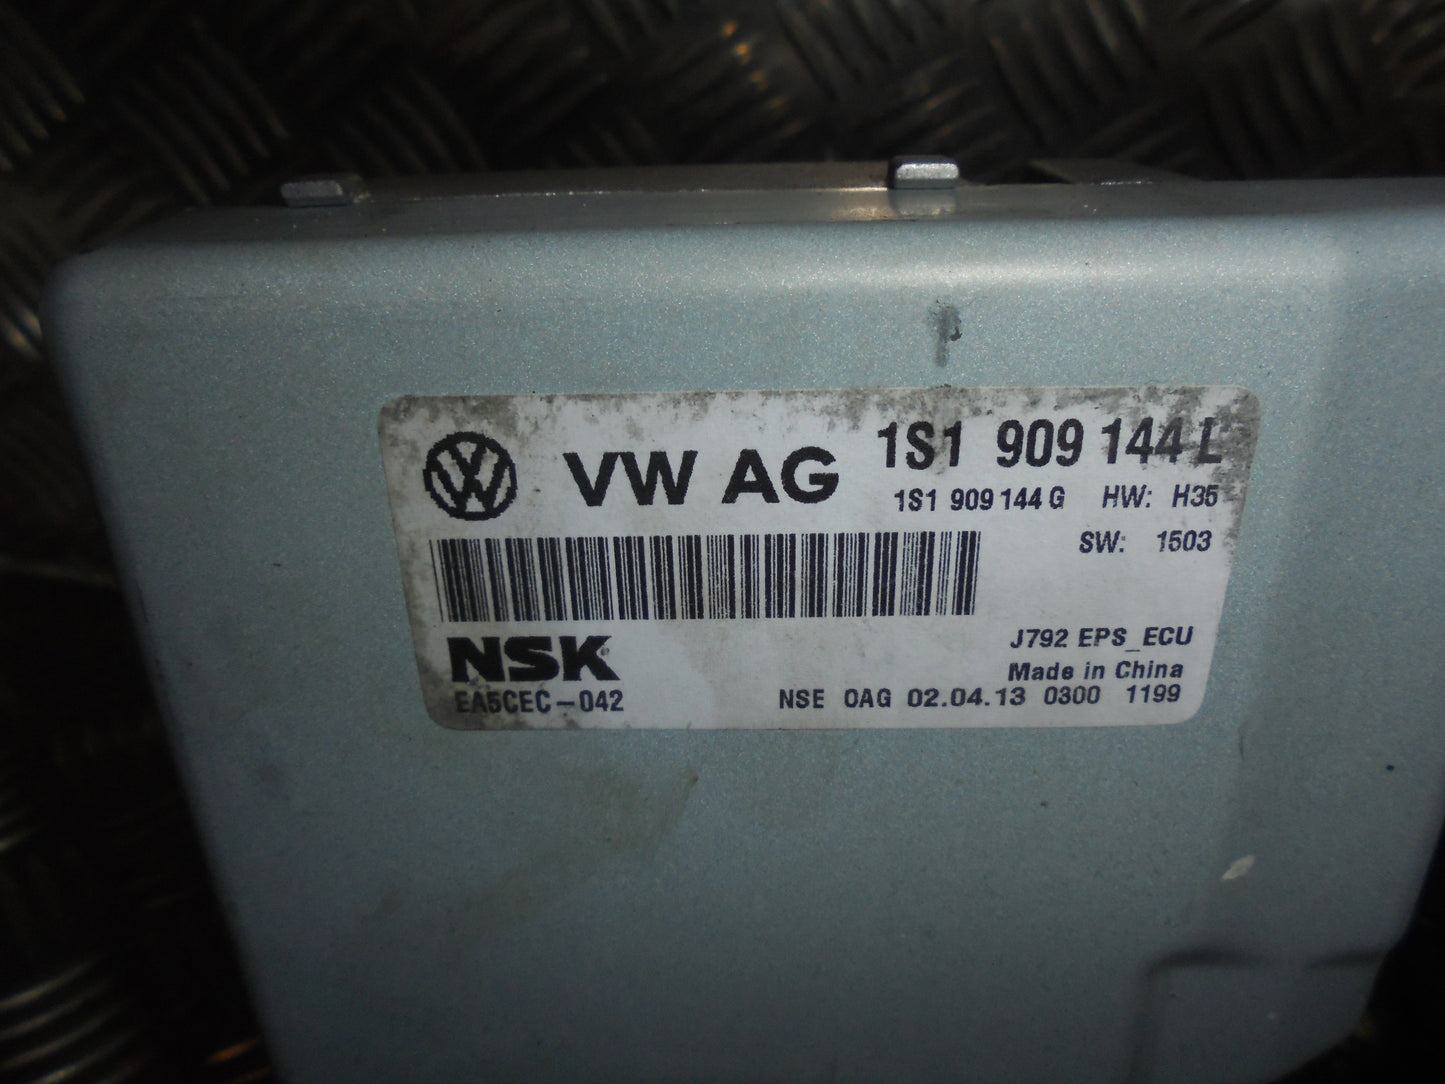 VW AG 1S1 909 144 L
1S1 909 144 G HW: H35
SW: 1503
NSK J792 EPS_ECU
Made in China
EA5CEC-042 NSE 0AG 02.04.13 0300 1199